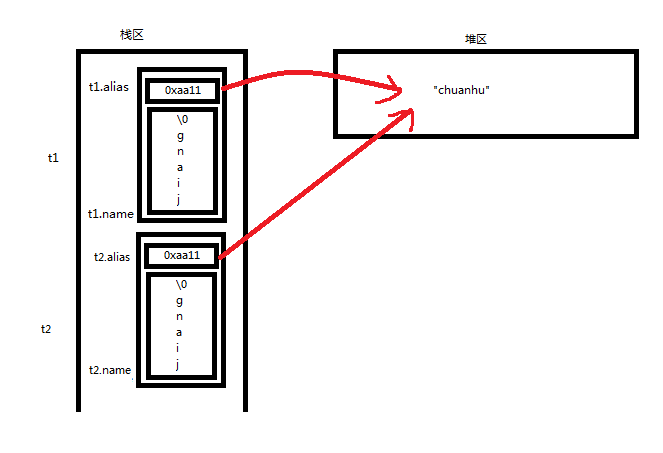 栈区
堆区
t1.alias
0xaa11
"chuanhu"
\0
g
n
a
i
j
t1
t1.name
t2.alias
0xaa11
\0
g
n
a
i
j
t2
t2.name